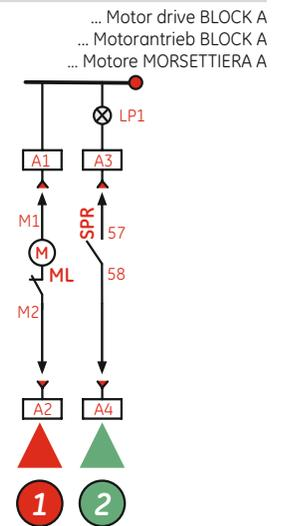 ... Motor drive BLOCK A
... Motorantrieb BLOCK A
... Motore MORSETTIERA A
LP1
A1 A3
M1 SPR 57
M
ML 58
M2
A2 A4
1 2